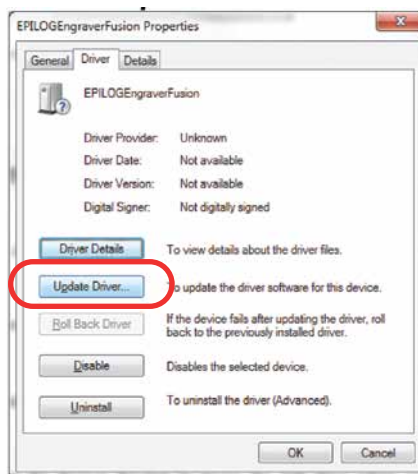 EPILOGEngraverFusion Properties
General Driver Details
EPILOGEngraverFusion
Driver Provider: Unknown
Driver Date: Not available
Driver Version: Not available
Digital Signer: Not digitally signed
Driver Details To view details about the driver files.
Update Driver... To update the driver software for this device.
Roll Back Driver If the device fails after updating the driver, roll
back to the previously installed driver.
Disable Disables the selected device.
Uninstall To uninstall the driver (Advanced).
OK Cancel